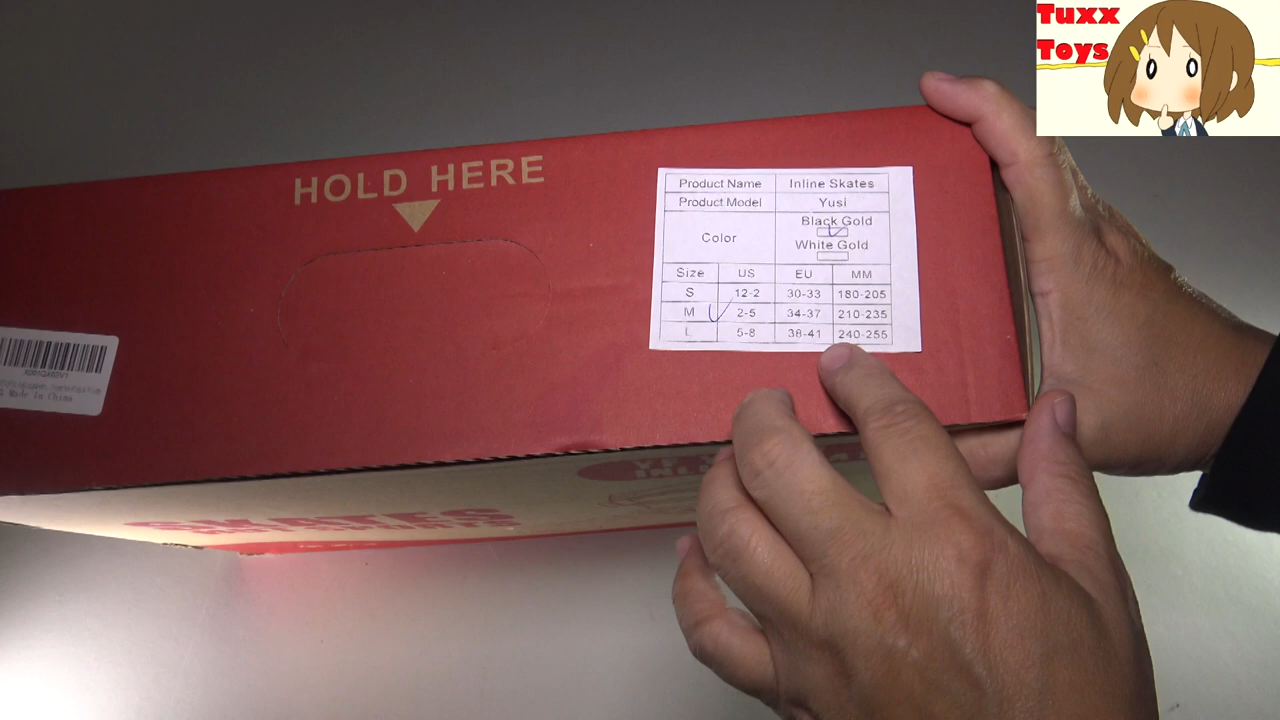 Tuxx
Toys
HOLD HERE
Product Name Inline Skates
Product Model Yusi
Color Black Gold
White Gold
Size US EU MM
S 12-2 30-33 180-205
M 2-5 34-37 210-235
L 5-8 38-41 240-255
Made In China
SKATES